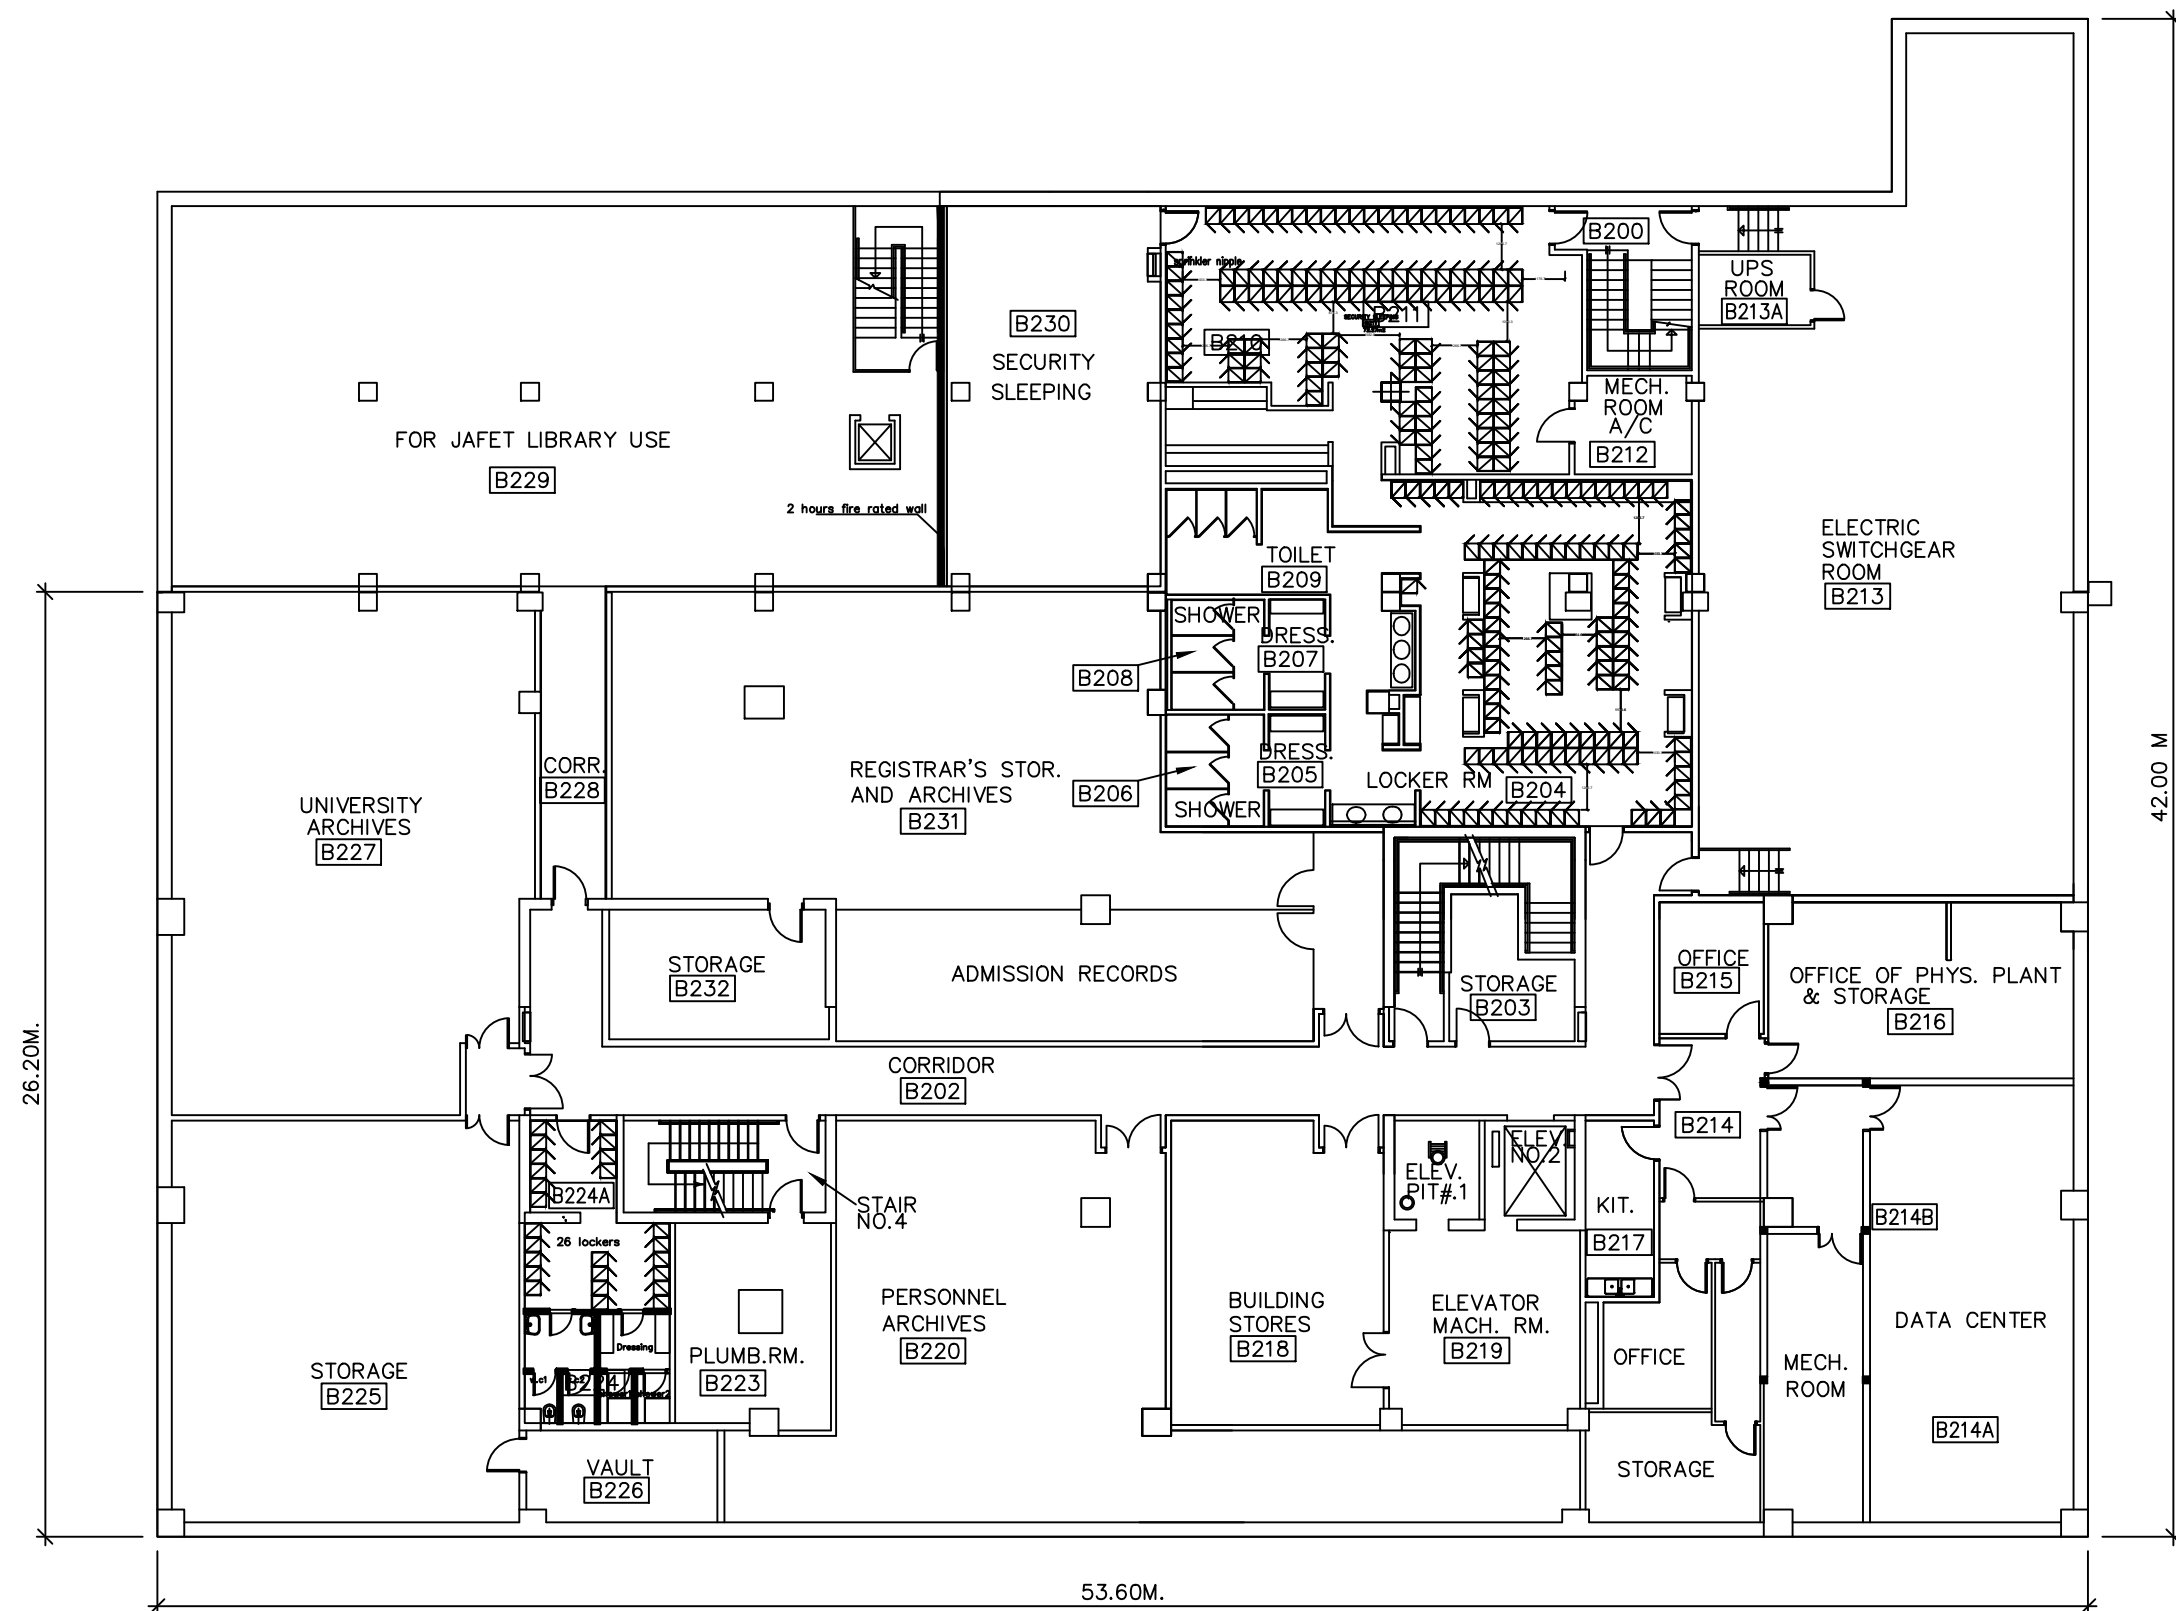 B200
UPS
ROOM
B213A
sprinkler nipple
B211
B230
SECURITY
SLEEPING
B210
MECH.
ROOM
A/C
B212
FOR JAFET LIBRARY USE
B229
2 hours fire rated wall
ELECTRIC
SWITCHGEAR
ROOM
B213
TOILET
B209
SHOWER
DRESS.
B207
B208
DRESS.
B205
B206
SHOWER
LOCKER RM
B204
42.00 M
CORR.
B228
REGISTRAR'S STOR.
AND ARCHIVES
B231
UNIVERSITY
ARCHIVES
B227
STORAGE
B232
ADMISSION RECORDS
STORAGE
B203
OFFICE
B215
OFFICE OF PHYS. PLANT
& STORAGE
B216
26.20M.
CORRIDOR
B202
B214
ELEV.
NO.2
ELEV.
PIT#.1
B224A
STAIR
NO.4
KIT.
B217
B214B
26 lockers
PERSONNEL
ARCHIVES
B220
BUILDING
STORES
B218
ELEVATOR
MACH. RM.
B219
DATA CENTER
Dressing
PLUMB.RM.
B223
OFFICE
MECH.
ROOM
STORAGE
B225
B224
B214A
VAULT
B226
STORAGE
53.60M.